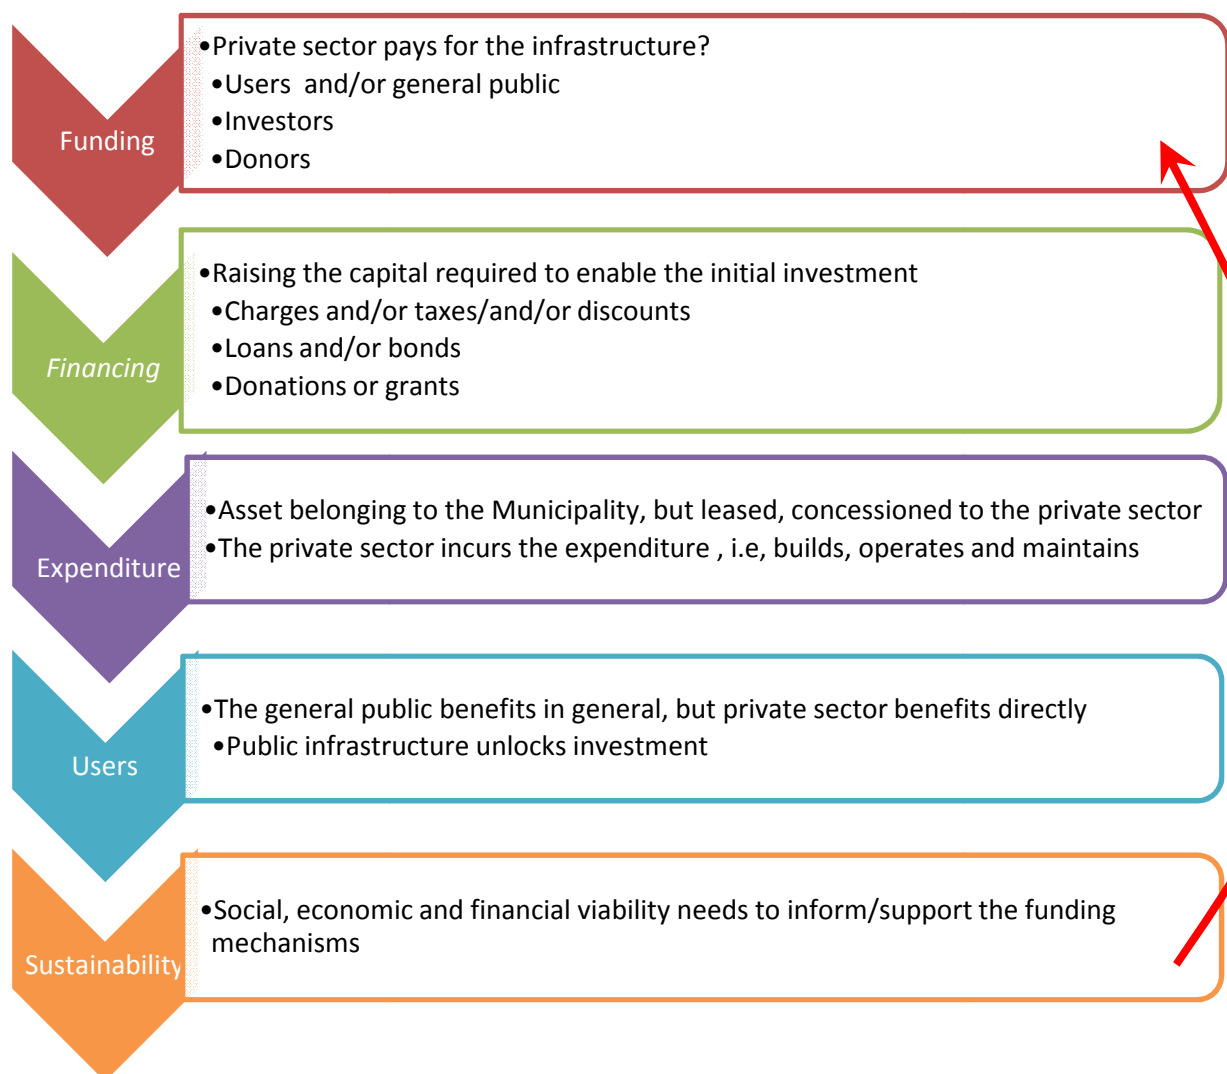 Funding
•Private sector pays for the infrastructure?
•Users and/or general public
•Investors
•Donors
Financing
•Raising the capital required to enable the initial investment
•Charges and/or taxes/and/or discounts
•Loans and/or bonds
•Donations or grants
Expenditure
•Asset belonging to the Municipality, but leased, concessioned to the private sector
•The private sector incurs the expenditure , i.e, builds, operates and maintains
Users
•The general public benefits in general, but private sector benefits directly
•Public infrastructure unlocks investment
Sustainability
•Social, economic and financial viability needs to inform/support the funding
mechanisms